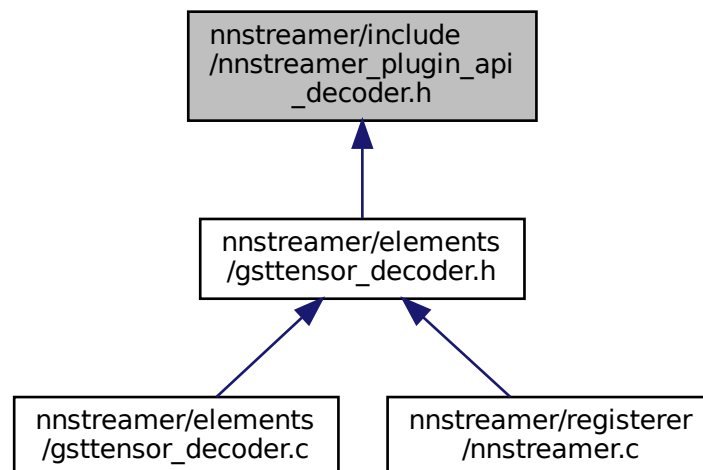 nnstreamer/include
/nnstreamer_plugin_api
_decoder.h
nnstreamer/elements
/gsttensor_decoder.h
nnstreamer/elements
/gsttensor_decoder.c
nnstreamer/registerer
/nnstreamer.c